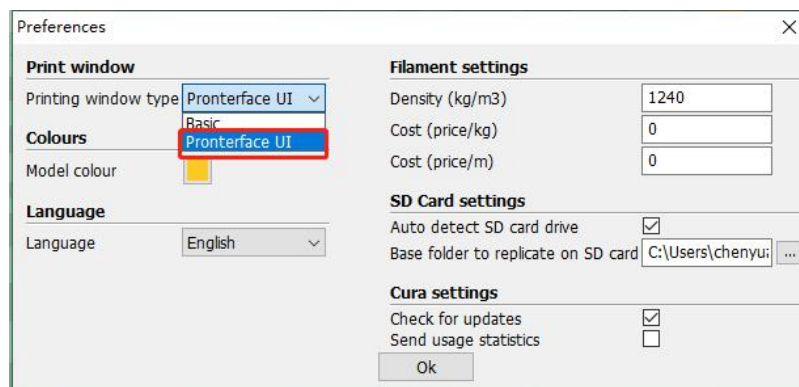 Preferences
Print window
Printing window type Pronterface UI
Basic
Pronterface UI
Colours
Model colour
Language
Language English
Filament settings
Density (kg/m3) 1240
Cost (price/kg) 0
Cost (price/m) 0
SD Card settings
Auto detect SD card drive
Base folder to replicate on SD card C:\Users\chenyu ...
Cura settings
Check for updates
Send usage statistics
Ok